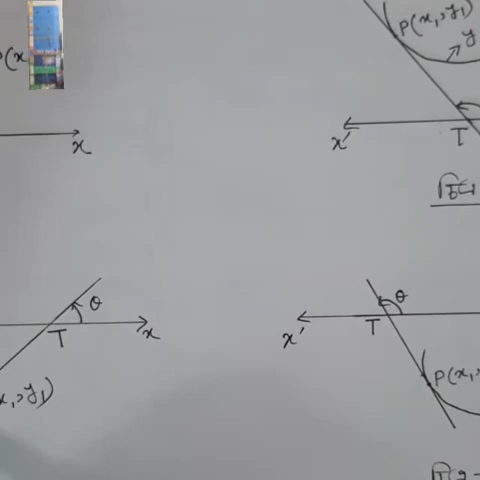 P(x
P(x₁,y₁)
y
x
x'
T
চিত্র
θ
T
x
x₁,y₁)
θ
x'
T
P(x₁,
চিত্র-